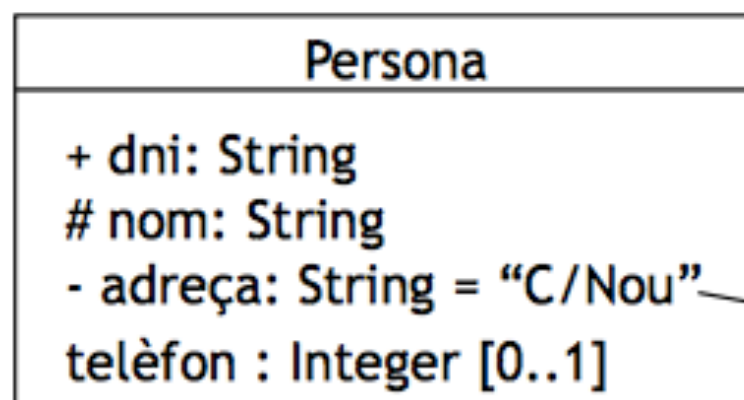 Persona
+ dni: String
# nom: String
- adreça: String = “C/Nou”
telèfon : Integer [0..1]